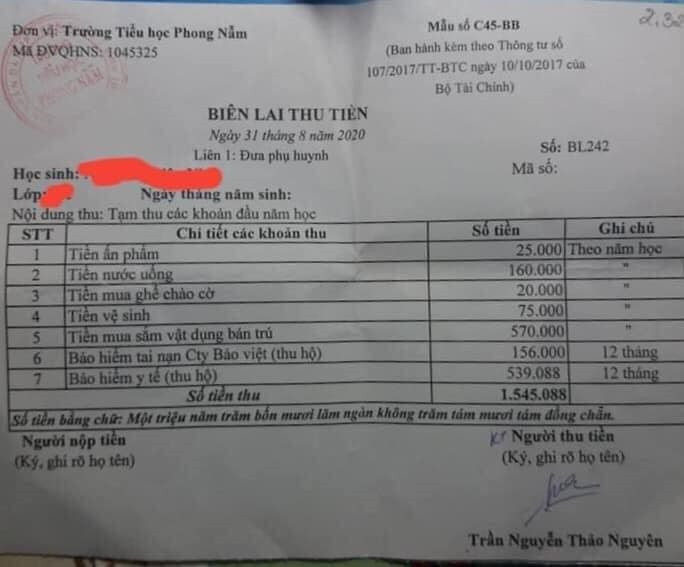 Đơn vị: Trường Tiểu học Phong Nẫm
Mã ĐVQHNS: 1045325
Mẫu số C45-BB
(Ban hành kèm theo Thông tư số
107/2017/TT-BTC ngày 10/10/2017 của
Bộ Tài Chính)
2,32
BIÊN LAI THU TIỀN
Ngày 31 tháng 8 năm 2020
Liên 1: Đưa phụ huynh
Số: BL242
Mã số:
Học sinh:
Lớp: Ngày tháng năm sinh:
Nội dung thu: Tạm thu các khoản đầu năm học
STT Chi tiết các khoản thu Số tiền Ghi chú
1 Tiền ấn phẩm 25.000 Theo năm học
2 Tiền nước uống 160.000 "
3 Tiền mua ghế chào cờ 20.000 "
4 Tiền vệ sinh 75.000 "
5 Tiền mua sắm vật dụng bán trú 570.000 "
6 Bảo hiểm tai nạn Cty Bảo việt (thu hộ) 156.000 12 tháng
7 Bảo hiểm y tế (thu hộ) 539.088 12 tháng
Số tiền thu 1.545.088
Số tiền bằng chữ: Một triệu năm trăm bốn mươi lăm ngàn không trăm tám mươi tám đồng chẵn.
Người nộp tiền
(Ký, ghi rõ họ tên)
KT Người thu tiền
(Ký, ghi rõ họ tên)
Trần Nguyễn Thảo Nguyên